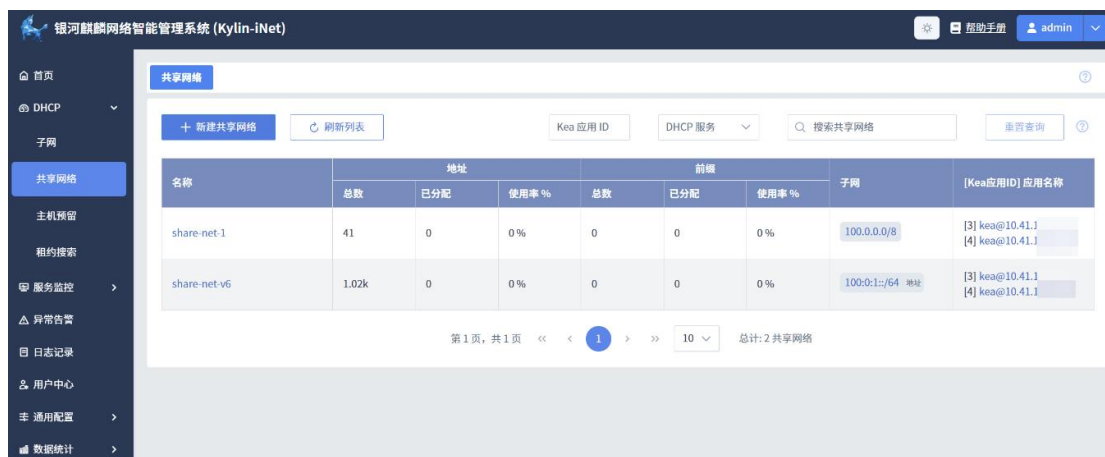 银河麒麟网络智能管理系统 (Kylin-iNet)
帮助手册
admin
首页
DHCP
子网
共享网络
主机预留
租约搜索
服务监控
异常告警
日志记录
用户中心
通用配置
数据统计
共享网络
新建共享网络 刷新列表 Kea 应用 ID DHCP 服务 搜索共享网络 重置查询
名称 地址 前缀 子网 [Kea应用ID] 应用名称
总数 已分配 使用率 % 总数 已分配 使用率 %
share-net-1 41 0 0 % 0 0 0 % 100.0.0.0/8 [3] kea@10.41.1
[4] kea@10.41.1
share-net-v6 1.02k 0 0 % 0 0 0 % 100:0:1::/64 地址 [3] kea@10.41.1
[4] kea@10.41.1
第 1 页，共 1 页 « ‹ 1 › » 10 总计: 2 共享网络